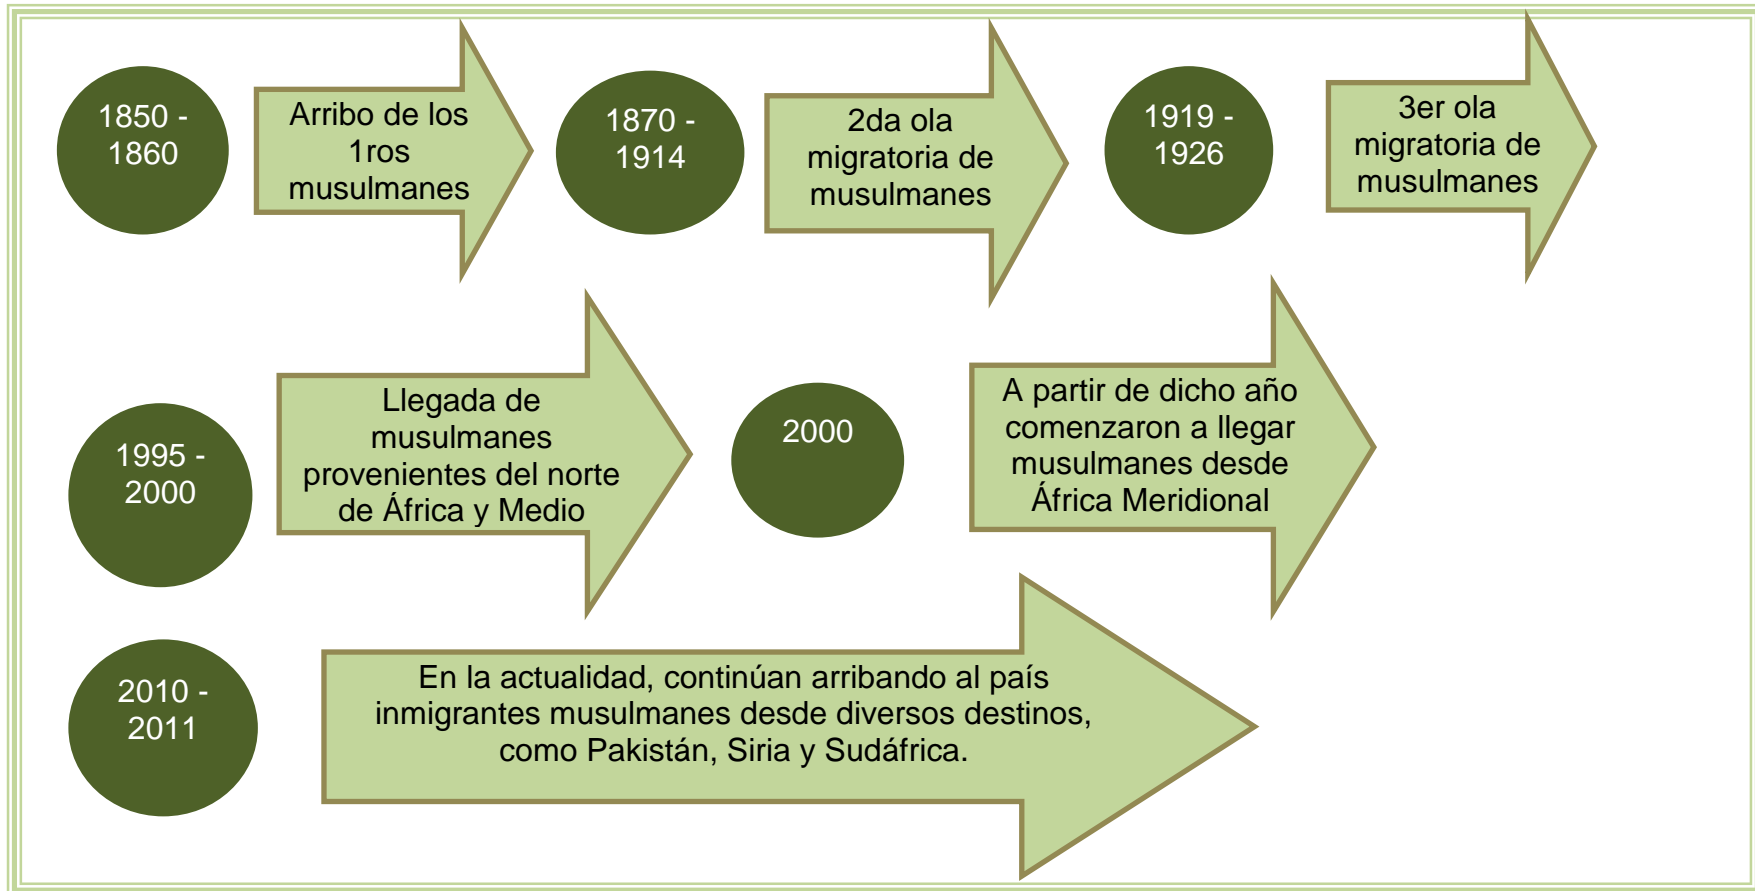 1850 -
1860
Arribo de los
1ros
musulmanes
1870 -
1914
2da ola
migratoria de
musulmanes
1919 -
1926
3er ola
migratoria de
musulmanes
1995 -
2000
Llegada de
musulmanes
provenientes del norte
de África y Medio
2000
A partir de dicho año
comenzaron a llegar
musulmanes desde
África Meridional
2010 -
2011
En la actualidad, continúan arribando al país
inmigrantes musulmanes desde diversos destinos,
como Pakistán, Siria y Sudáfrica.